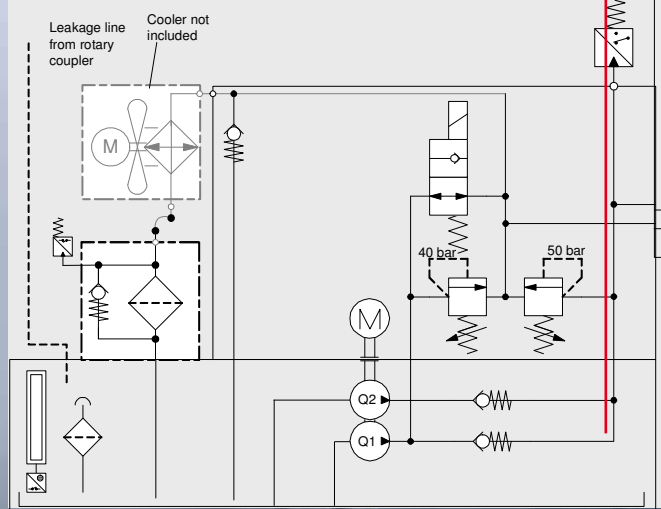 Leakage line
from rotary
coupler
Cooler not
included
M
40 bar
50 bar
M
Q2
Q1